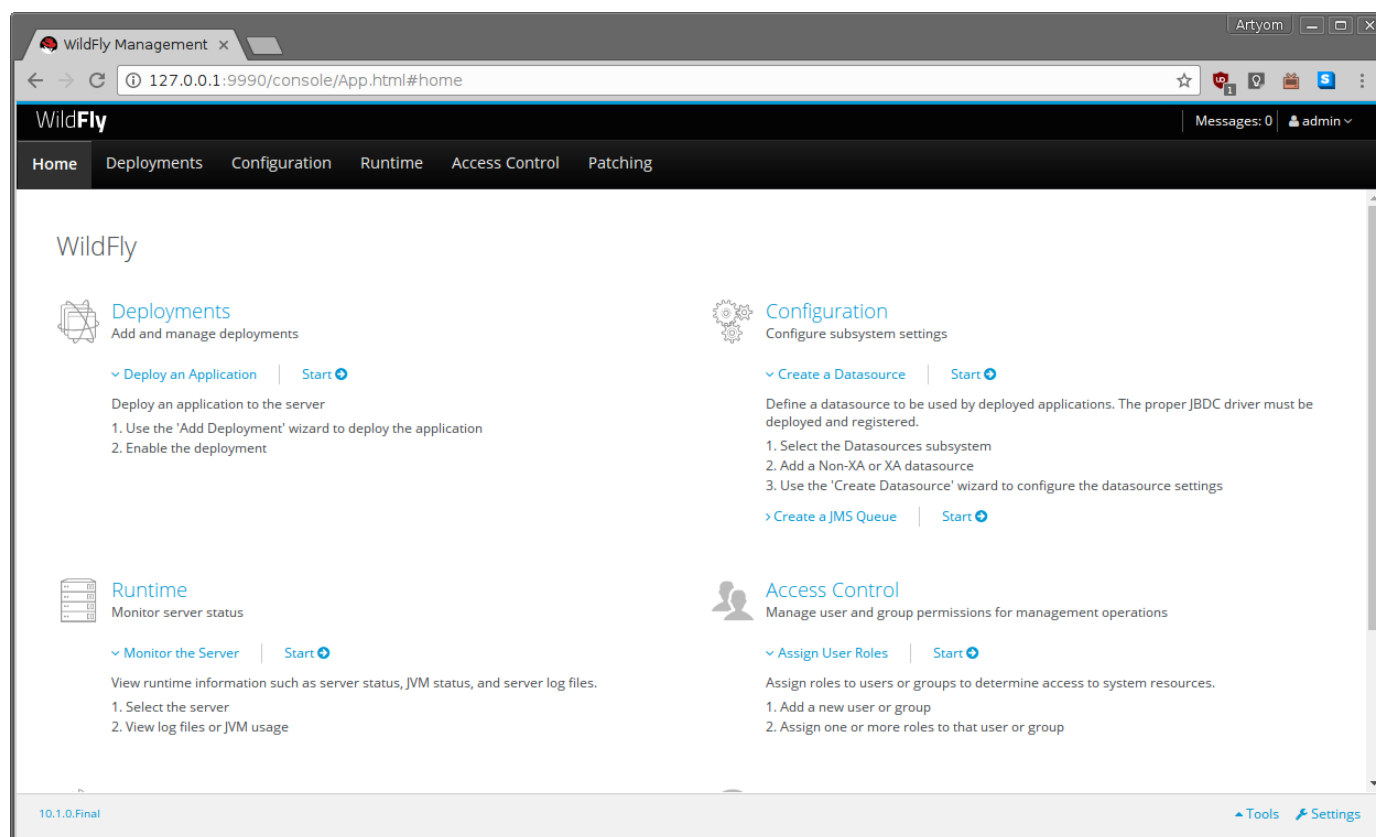 Artyom
WildFly Management
127.0.0.1:9990/console/App.html#home
1
S
WildFly
Messages: 0
admin
Home Deployments Configuration Runtime Access Control Patching
WildFly
Deployments
Add and manage deployments
Deploy an Application
Start
Deploy an application to the server
1. Use the 'Add Deployment' wizard to deploy the application
2. Enable the deployment
Configuration
Configure subsystem settings
Create a Datasource
Start
Define a datasource to be used by deployed applications. The proper JBDC driver must be
deployed and registered.
1. Select the Datasources subsystem
2. Add a Non-XA or XA datasource
3. Use the 'Create Datasource' wizard to configure the datasource settings
Create a JMS Queue
Start
Runtime
Monitor server status
Monitor the Server
Start
View runtime information such as server status, JVM status, and server log files.
1. Select the server
2. View log files or JVM usage
Access Control
Manage user and group permissions for management operations
Assign User Roles
Start
Assign roles to users or groups to determine access to system resources.
1. Add a new user or group
2. Assign one or more roles to that user or group
10.1.0.Final
Tools
Settings